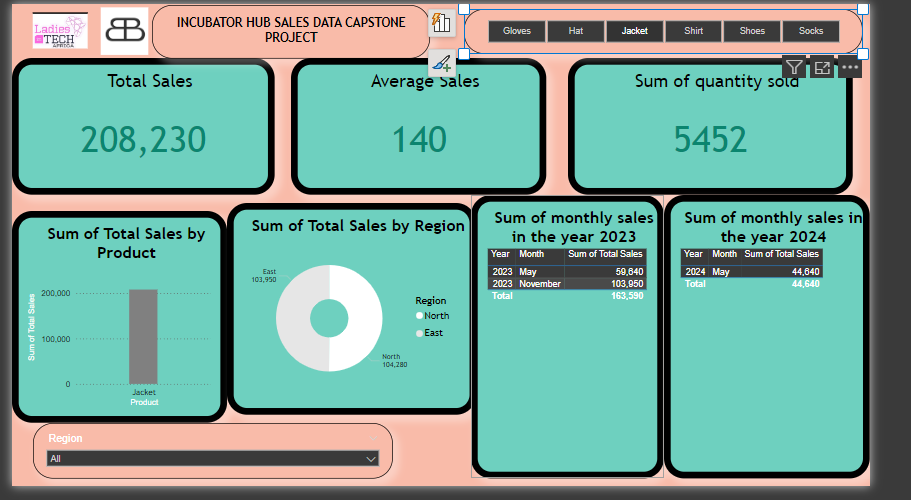 Ladies
in TECH
AFRICA
INCUBATOR HUB SALES DATA CAPSTONE
PROJECT
Gloves
Hat
Jacket
Shirt
Shoes
Socks
Total Sales
208,230
Average Sales
140
Sum of quantity sold
5452
Sum of Total Sales by
Product
Sum of Total Sales
200,000
100,000
0
Jacket
Product
Sum of Total Sales by Region
East
103,950
North
104,280
Region
North
East
Sum of monthly sales
in the year 2023
Year Month Sum of Total Sales
2023 May 59,640
2023 November 103,950
Total 163,590
Sum of monthly sales in
the year 2024
Year Month Sum of Total Sales
2024 May 44,640
Total 44,640
Region
All